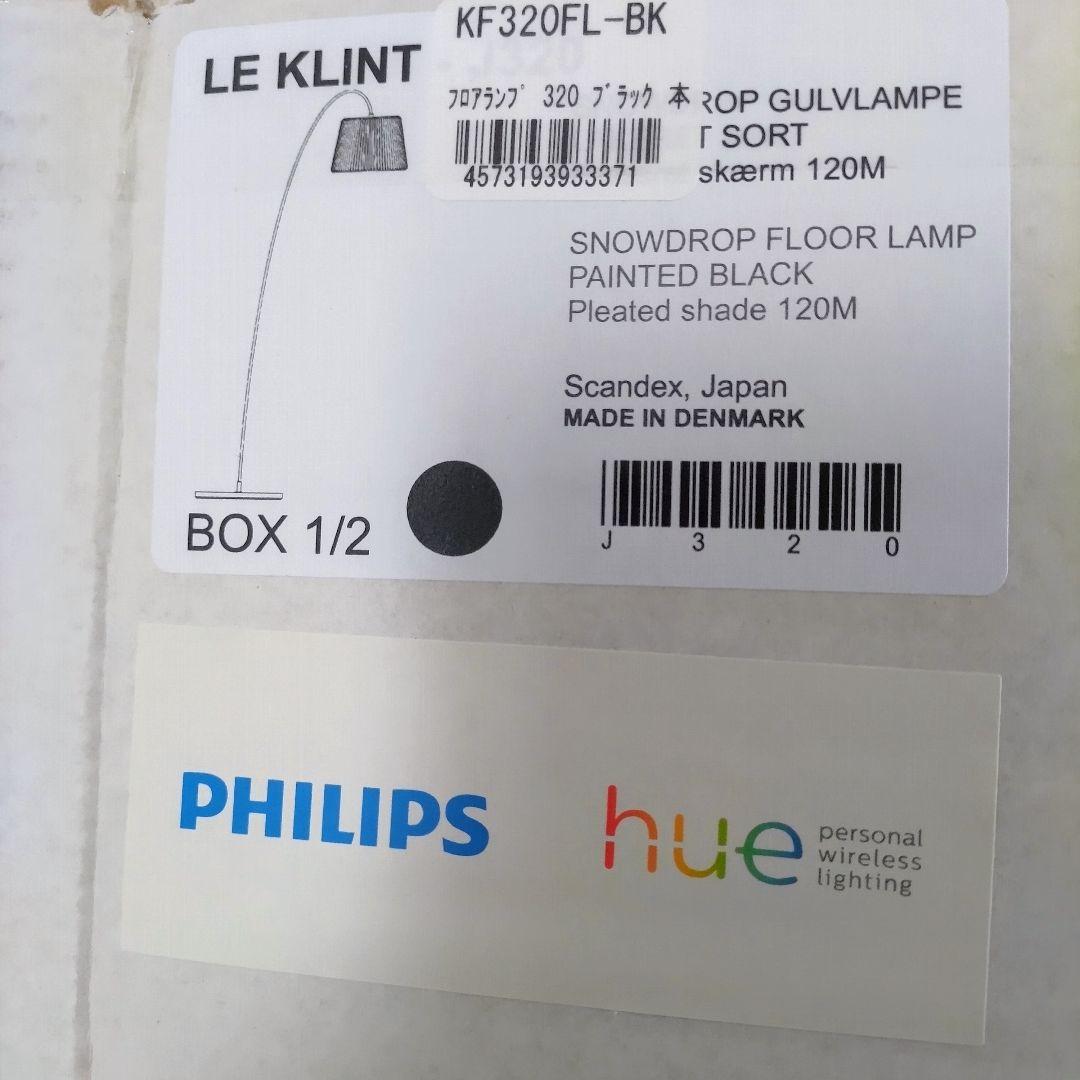 KF320FL-BK
LE KLINT - J320
ﾌﾛｱﾗﾝﾌﾟ 320 ﾌﾞﾗｯｸ 本
4573193933371
ROP GULVLAMPE
T SORT
skærm 120M
SNOWDROP FLOOR LAMP
PAINTED BLACK
Pleated shade 120M
Scandex, Japan
MADE IN DENMARK
BOX 1/2
J 3 2 0
PHILIPS
hue personal
wireless
lighting